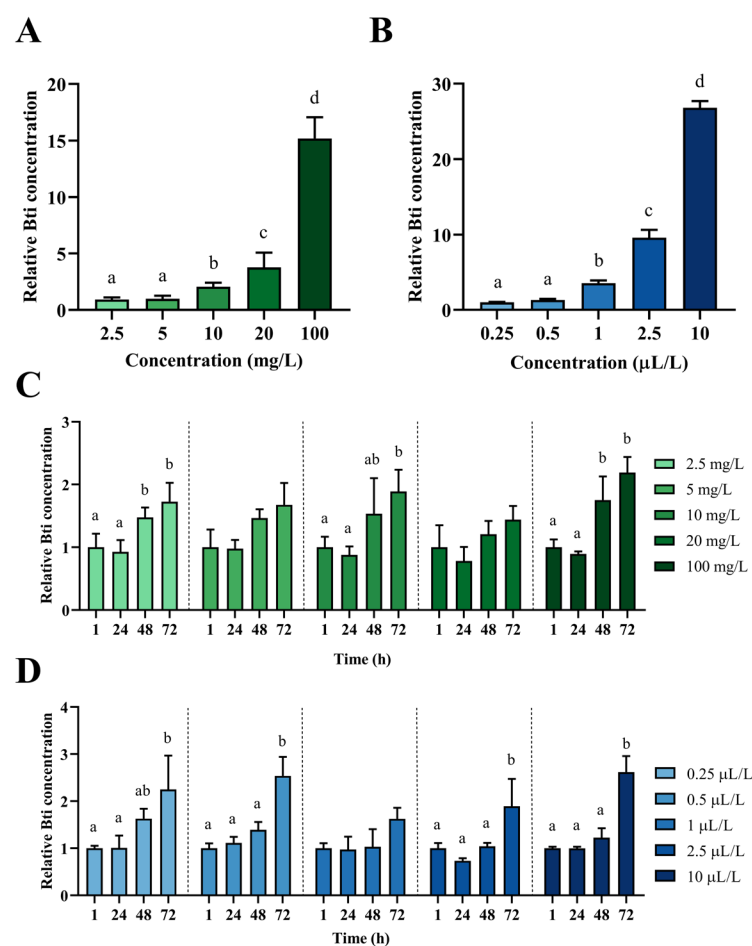 A
Relative Bti concentration
20
15
10
5
0
a
a
b
c
d
2.5
5
10
20
100
Concentration (mg/L)
B
Relative Bti concentration
30
20
10
0
a
a
b
c
d
0.25
0.5
1
2.5
10
Concentration (μL/L)
C
Relative Bti concentration
3
2
1
0
a a b b
a a ab b
a a b b
1 24 48 72
1 24 48 72
1 24 48 72
1 24 48 72
1 24 48 72
Time (h)
2.5 mg/L
5 mg/L
10 mg/L
20 mg/L
100 mg/L
D
Relative Bti concentration
4
3
2
1
0
a a ab b
a a a b
a a a b
a a a b
1 24 48 72
1 24 48 72
1 24 48 72
1 24 48 72
1 24 48 72
Time (h)
0.25 μL/L
0.5 μL/L
1 μL/L
2.5 μL/L
10 μL/L